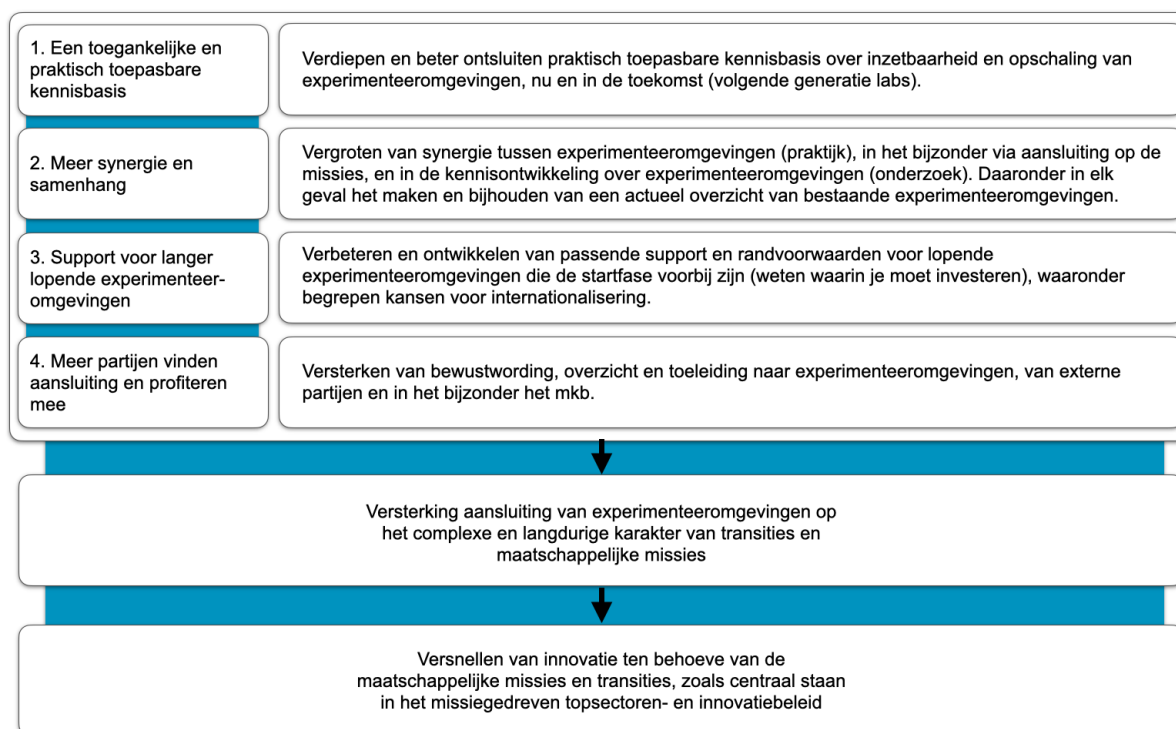 1. Een toegankelijke en
praktisch toepasbare
kennisbasis
Verdiepen en beter ontsluiten praktisch toepasbare kennisbasis over inzetbaarheid en opschaling van
experimenteeromgevingen, nu en in de toekomst (volgende generatie labs).
2. Meer synergie en
samenhang
Vergroten van synergie tussen experimenteeromgevingen (praktijk), in het bijzonder via aansluiting op de
missies, en in de kennisontwikkeling over experimenteeromgevingen (onderzoek). Daaronder in elk
geval het maken en bijhouden van een actueel overzicht van bestaande experimenteeromgevingen.
3. Support voor langer
lopende experimenteer-
omgevingen
Verbeteren en ontwikkelen van passende support en randvoorwaarden voor lopende
experimenteeromgevingen die de startfase voorbij zijn (weten waarin je moet investeren), waaronder
begrepen kansen voor internationalisering.
4. Meer partijen vinden
aansluiting en profiteren
mee
Versterken van bewustwording, overzicht en toeleiding naar experimenteeromgevingen, van externe
partijen en in het bijzonder het mkb.
Versterking aansluiting van experimenteeromgevingen op
het complexe en langdurige karakter van transities en
maatschappelijke missies
Versnellen van innovatie ten behoeve van de
maatschappelijke missies en transities, zoals centraal staan
in het missiegedreven topsectoren- en innovatiebeleid